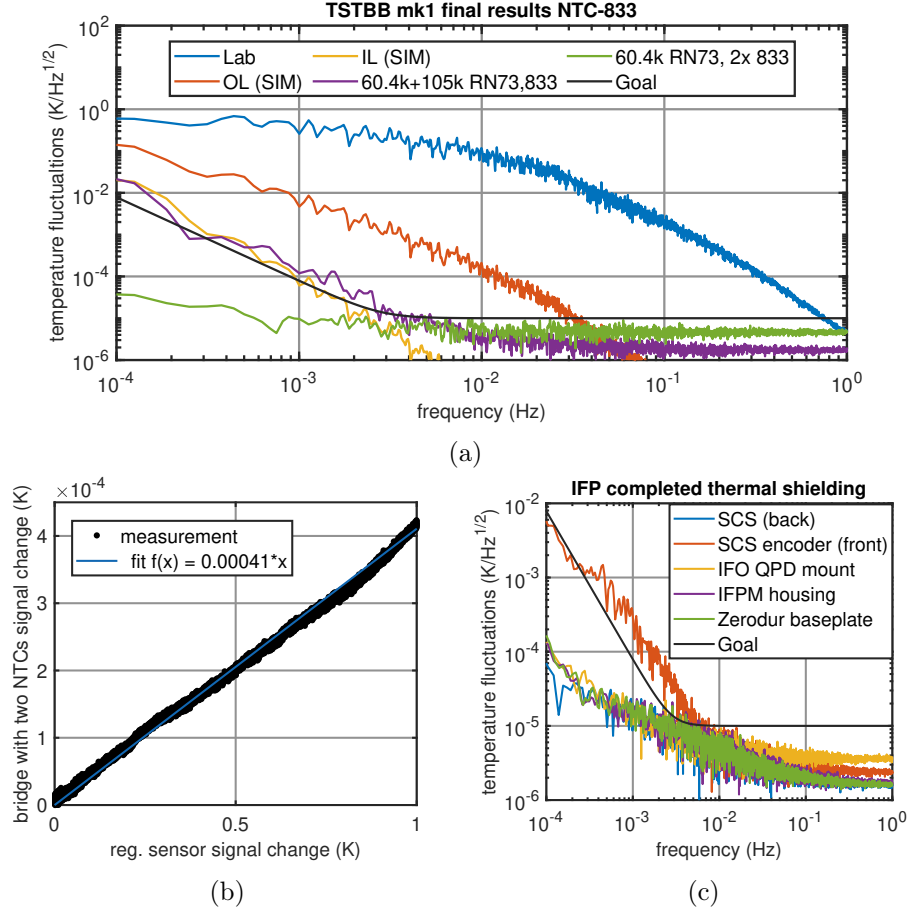 TSTBB mk1 final results NTC-833
10^2
10^0
10^-2
10^-4
10^-6
temperature fluctualtions (K/Hz^1/2)
Lab
OL (SIM)
IL (SIM)
60.4k+105k RN73,833
60.4k RN73, 2x 833
Goal
10^-4
10^-3
10^-2
10^-1
10^0
frequency (Hz)
(a)
×10^-4
4
2
0
bridge with two NTCs signal change (K)
measurement
fit f(x) = 0.00041*x
0
0.5
1
reg. sensor signal change (K)
(b)
IFP completed thermal shielding
10^-2
10^-3
10^-4
10^-5
10^-6
temperature fluctuations (K/Hz^1/2)
SCS (back)
SCS encoder (front)
IFO QPD mount
IFPM housing
Zerodur baseplate
Goal
10^-4
10^-3
10^-2
10^-1
10^0
frequency (Hz)
(c)